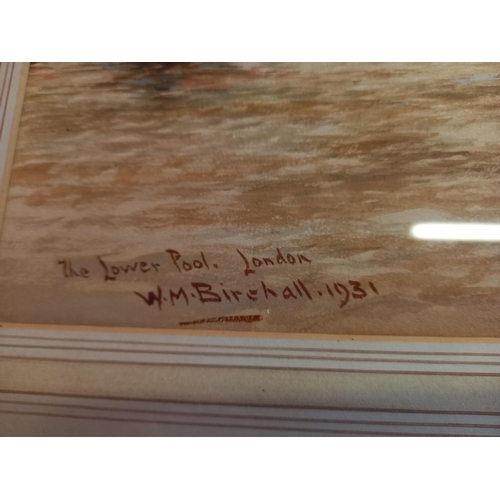 The Lower Pool. London
W.M. Birchall. 1931